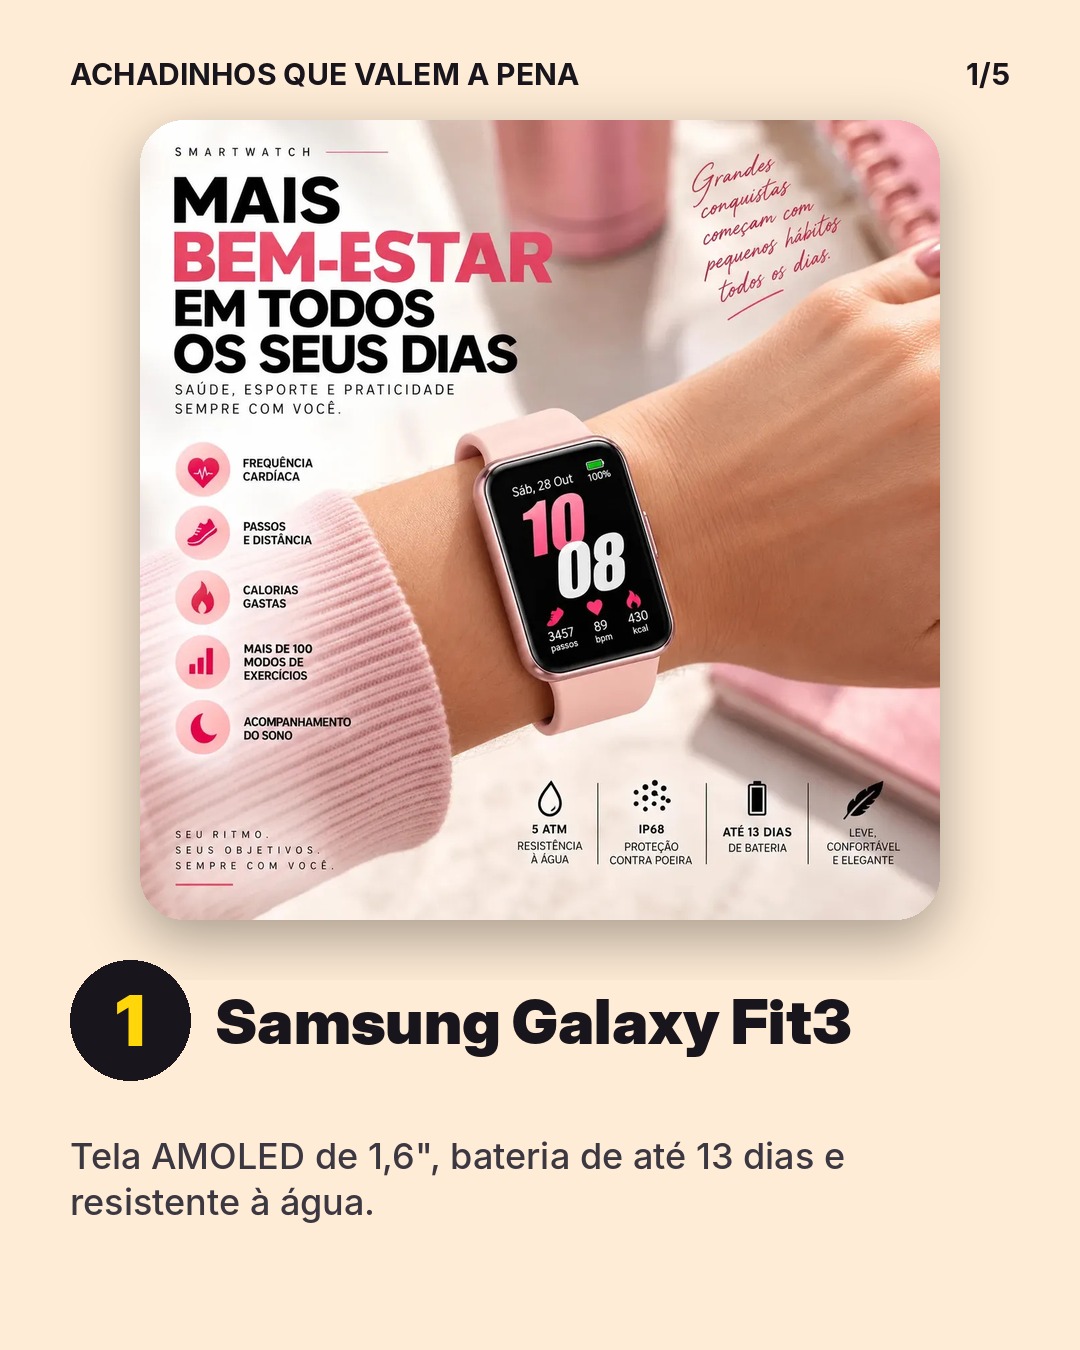 ACHADINHOS QUE VALEM A PENA
1/5
SMARTWATCH
MAIS
BEM-ESTAR
EM TODOS
OS SEUS DIAS
SAÚDE, ESPORTE E PRATICIDADE
SEMPRE COM VOCÊ.
Grandes
conquistas
começam com
pequenos hábitos
todos os dias.
FREQUÊNCIA
CARDÍACA
PASSOS
E DISTÂNCIA
CALORIAS
GASTAS
MAIS DE 100
MODOS DE
EXERCÍCIOS
ACOMPANHAMENTO
DO SONO
Sáb, 28 Out
100%
10
08
3457
passos
89
bpm
430
kcal
SEU RITMO.
SEUS OBJETIVOS.
SEMPRE COM VOCÊ.
5 ATM
RESISTÊNCIA
À ÁGUA
IP68
PROTEÇÃO
CONTRA POEIRA
ATÉ 13 DIAS
DE BATERIA
LEVE,
CONFORTÁVEL
E ELEGANTE
1
Samsung Galaxy Fit3
Tela AMOLED de 1,6", bateria de até 13 dias e
resistente à água.